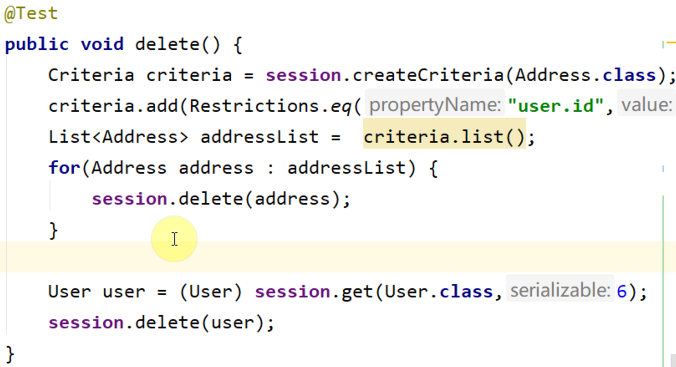 @Test
public void delete() {
Criteria criteria = session.createCriteria(Address.class);
criteria.add(Restrictions.eq( propertyName: "user.id", value:
List<Address> addressList =  criteria.list();
for(Address address : addressList) {
session.delete(address);
}
User user = (User) session.get(User.class, serializable: 6);
session.delete(user);
}